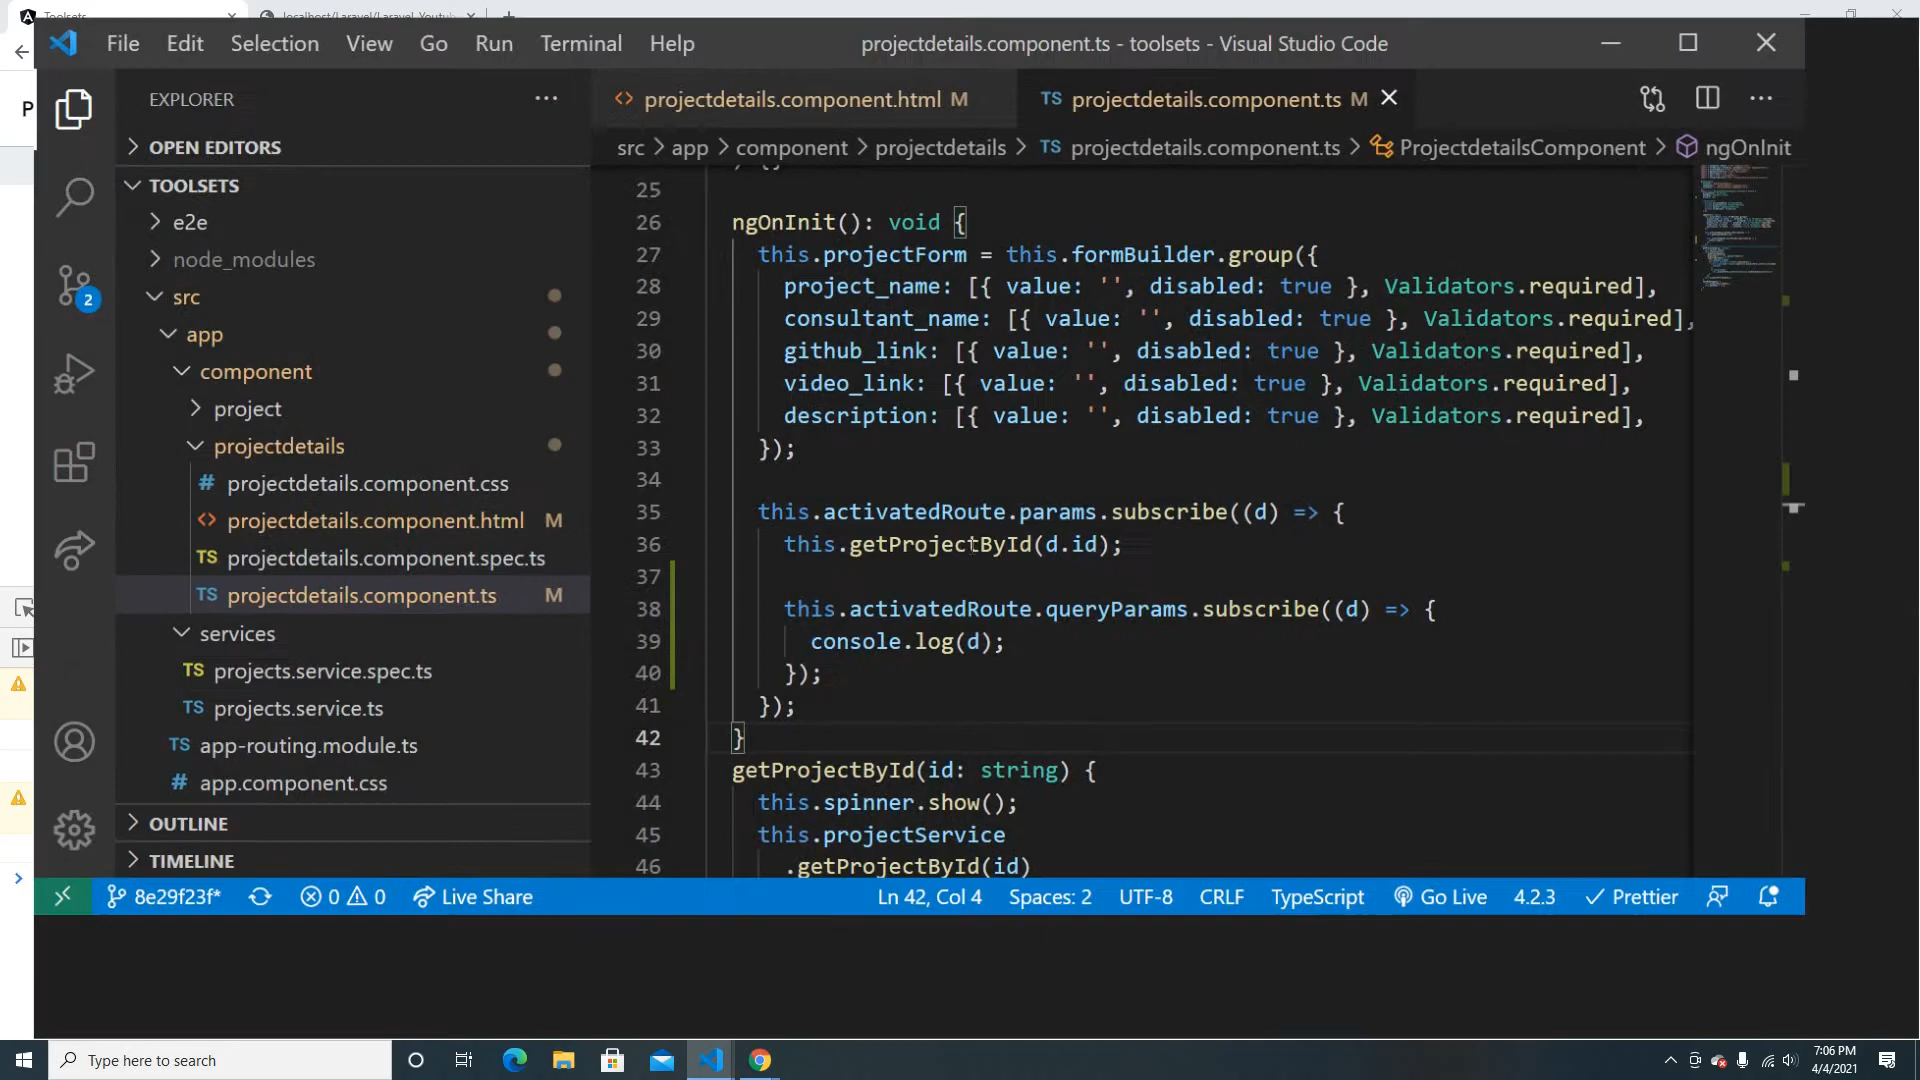 Toolsets
localhost/Laravel/Laravel_Youtub
File Edit Selection View Go Run Terminal Help
projectdetails.component.ts - toolsets - Visual Studio Code
P
EXPLORER
OPEN EDITORS
TOOLSETS
e2e
node_modules
src
app
component
project
projectdetails
projectdetails.component.css
projectdetails.component.html M
projectdetails.component.spec.ts
projectdetails.component.ts M
services
projects.service.spec.ts
projects.service.ts
app-routing.module.ts
app.component.css
OUTLINE
TIMELINE
2
projectdetails.component.html M
projectdetails.component.ts M
src > app > component > projectdetails > TS projectdetails.component.ts > ProjectdetailsComponent > ngOnInit
25
26 ngOnInit(): void {
27 this.projectForm = this.formBuilder.group({
28 project_name: [{ value: '', disabled: true }, Validators.required],
29 consultant_name: [{ value: '', disabled: true }, Validators.required],
30 github_link: [{ value: '', disabled: true }, Validators.required],
31 video_link: [{ value: '', disabled: true }, Validators.required],
32 description: [{ value: '', disabled: true }, Validators.required],
33 });
34
35 this.activatedRoute.params.subscribe((d) => {
36 this.getProjectById(d.id);
37
38 this.activatedRoute.queryParams.subscribe((d) => {
39 console.log(d);
40 });
41 });
42 }
43 getProjectById(id: string) {
44 this.spinner.show();
45 this.projectService
46 .getProjectById(id)
8e29f23f* 0 0 Live Share Ln 42, Col 4 Spaces: 2 UTF-8 CRLF TypeScript Go Live 4.2.3 Prettier
Type here to search
7:06 PM
4/4/2021